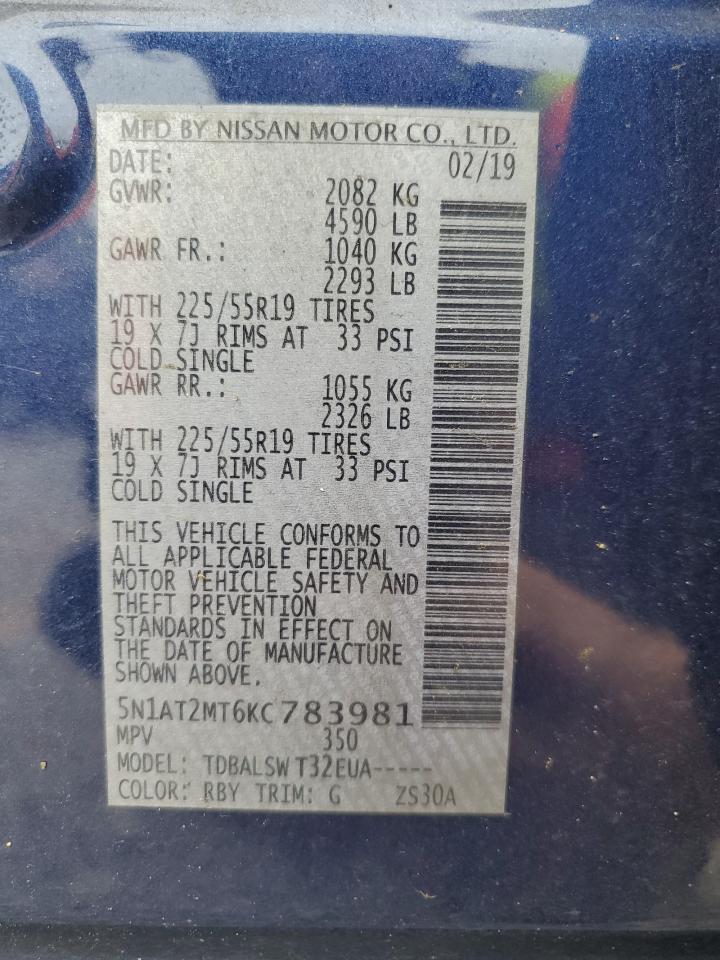 MFD BY NISSAN MOTOR CO., LTD.
DATE: 02/19
GVWR: 2082 KG
4590 LB
GAWR FR.: 1040 KG
2293 LB
WITH 225/55R19 TIRES
19 X 7J RIMS AT 33 PSI
COLD SINGLE
GAWR RR.: 1055 KG
2326 LB
WITH 225/55R19 TIRES
19 X 7J RIMS AT 33 PSI
COLD SINGLE
THIS VEHICLE CONFORMS TO
ALL APPLICABLE FEDERAL
MOTOR VEHICLE SAFETY AND
THEFT PREVENTION
STANDARDS IN EFFECT ON
THE DATE OF MANUFACTURE
SHOWN ABOVE.
5N1AT2MT6KC783981
MPV 350
MODEL: TDBALSW T32EUA-----
COLOR: RBY TRIM: G ZS30A